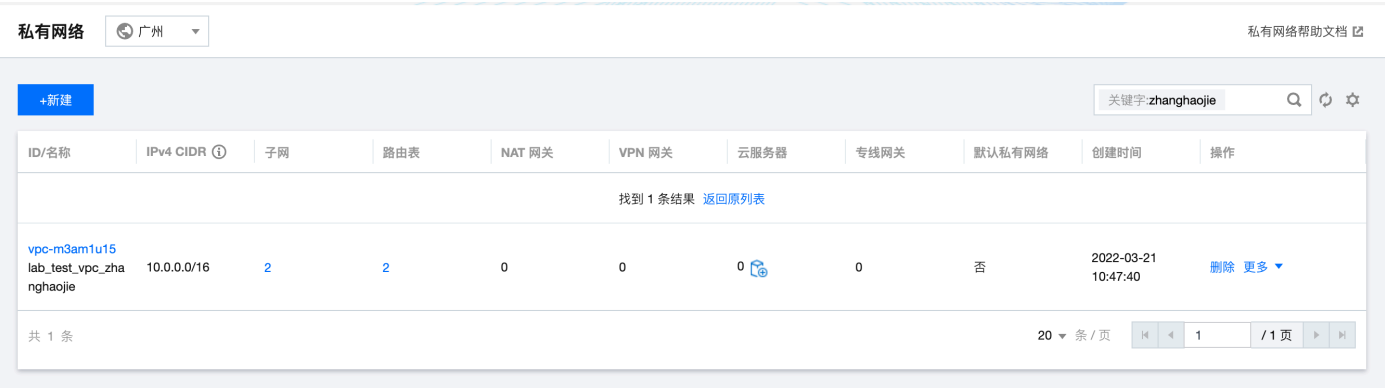 私有网络 广州 私有网络帮助文档
+新建 关键字:zhanghaojie
ID/名称 IPv4 CIDR 子网 路由表 NAT 网关 VPN 网关 云服务器 专线网关 默认私有网络 创建时间 操作
找到 1 条结果 返回原列表
vpc-m3am1u15
lab_test_vpc_zha
nghaojie
10.0.0.0/16 2 2 0 0 0 0 否
2022-03-21
10:47:40
删除 更多
共 1 条 20 条 / 页 1 / 1 页